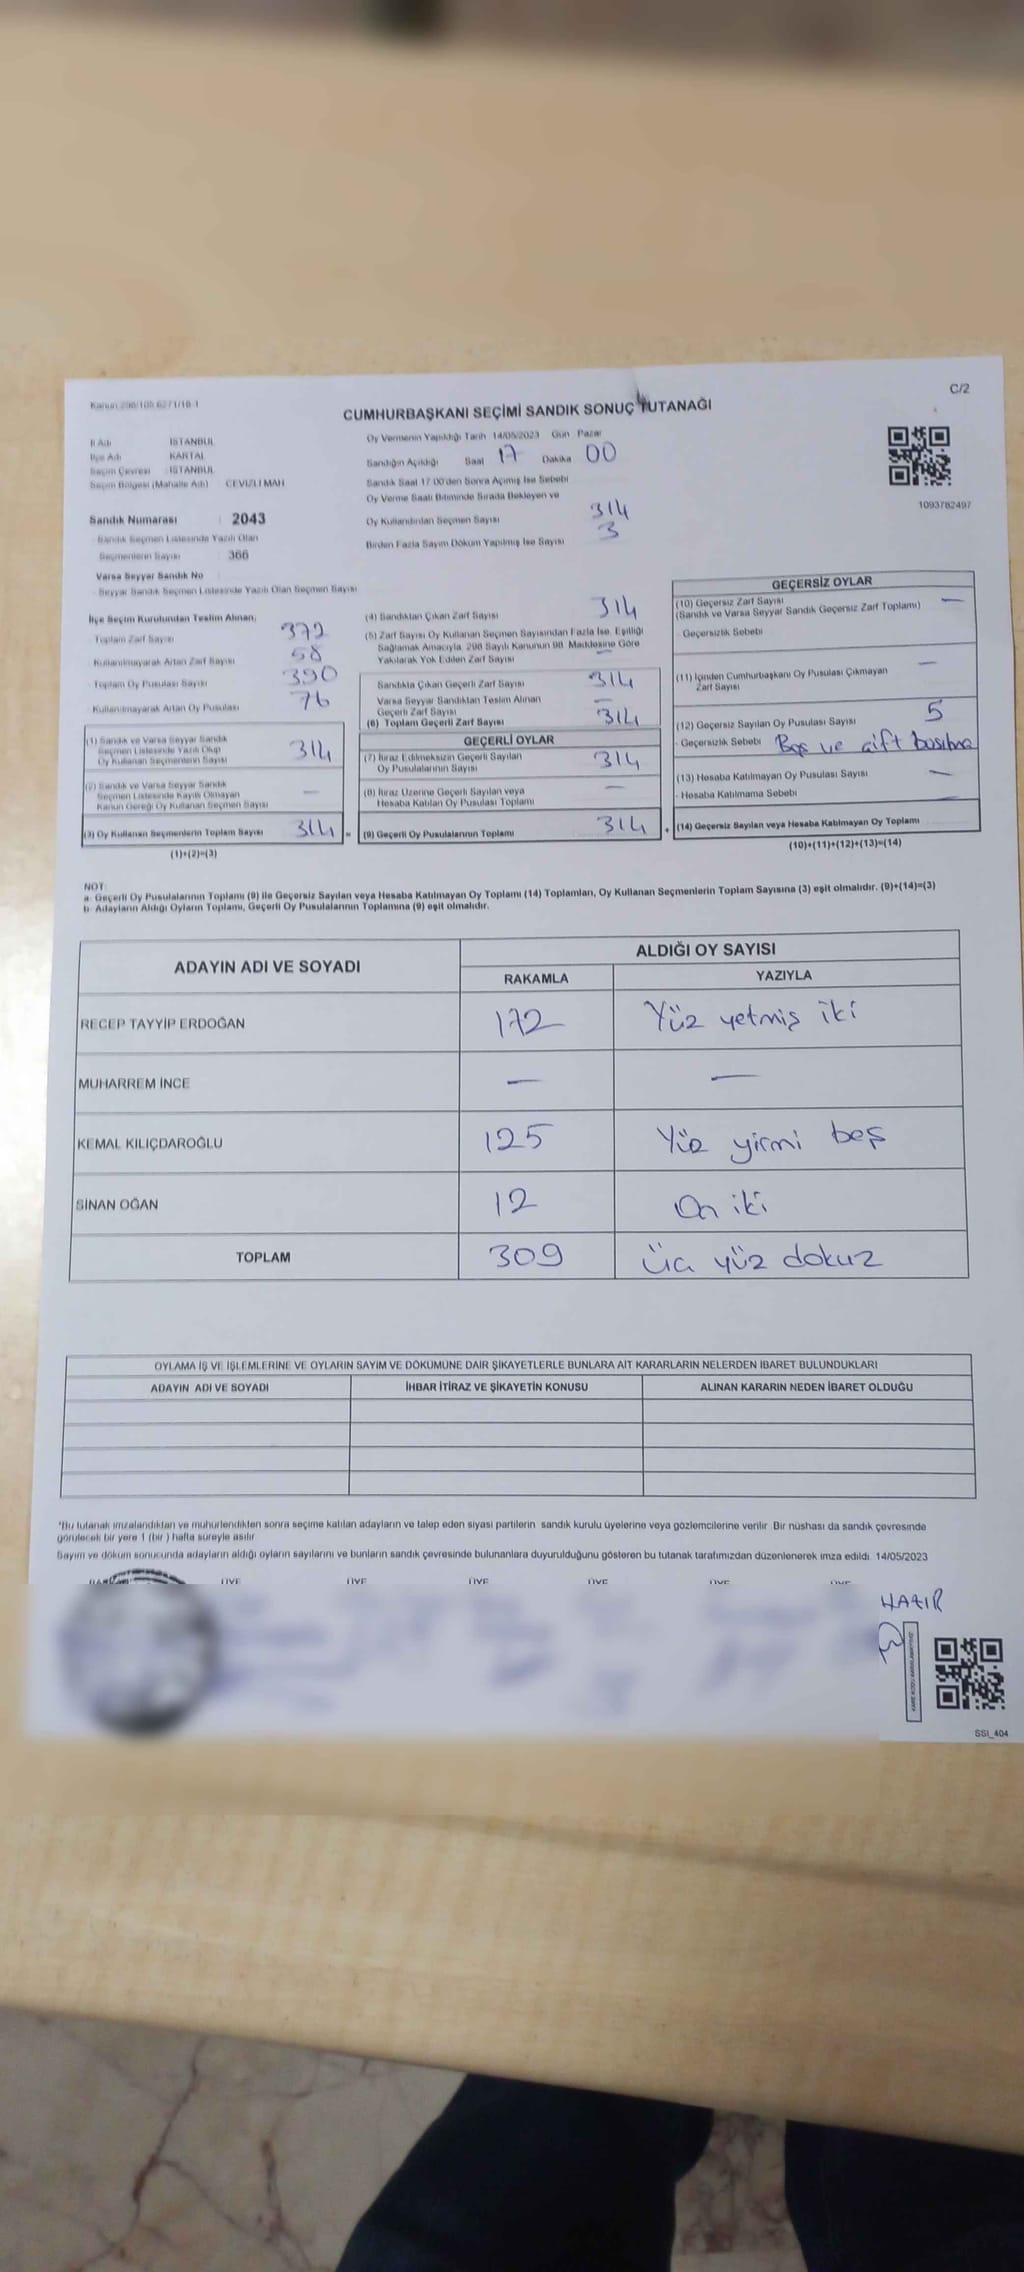 Kanun 298/105 6271/16-1
C/2
CUMHURBAŞKANI SEÇİMİ SANDIK SONUÇ TUTANAĞI
İl Adı İSTANBUL
İlçe Adı KARTAL
Seçim Çevresi İSTANBUL
Seçim Bölgesi (Mahalle Adı) CEVIZLI MAH
Sandık Numarası : 2043
- Sandık Seçmen Listesinde Yazılı Olan
Seçmenlerin Sayısı : 366
Varsa Seyyar Sandık No
- Seyyar Sandık Seçmen Listesinde Yazılı Olan Seçmen Sayısı
Oy Vermenin Yapıldığı Tarih 14/05/2023 Gün Pazar
Sandığın Açıldığı Saat 17 Dakika 00
Sandık Saat 17:00'den Sonra Açmış İse Sebebi
Oy Verme Saati Bitiminde Sırada Bekleyen ve
Oy Kullandırılan Seçmen Sayısı 314
Birden Fazla Sayım Döküm Yapılmış İse Sayısı 3
1093782497
İlçe Seçim Kurulundan Teslim Alınan;
Toplam Zarf Sayısı 372
Kullanılmayarak Artan Zarf Sayısı 58
Toplam Oy Pusulası Sayısı 390
Kullanılmayarak Artan Oy Pusulası 76
(1) Sandık ve Varsa Seyyar Sandık
Seçmen Listesinde Yazılı Olup
Oy Kullanan Seçmenlerin Sayısı 314
(2) Sandık ve Varsa Seyyar Sandık
Seçmen Listesinde Kayıtlı Olmayan
Kanun Gereği Oy Kullanan Seçmen Sayısı —
(3) Oy Kullanan Seçmenlerin Toplam Sayısı 314 =
(1)+(2)=(3)
(4) Sandıktan Çıkan Zarf Sayısı 314
(5) Zarf Sayısı Oy Kullanan Seçmen Sayısından Fazla İse, Eşitliği
Sağlamak Amacıyla, 298 Sayılı Kanunun 98. Maddesine Göre
Yakılarak Yok Edilen Zarf Sayısı —
Sandıkta Çıkan Geçerli Zarf Sayısı 314
Varsa Seyyar Sandıktan Teslim Alınan
Geçerli Zarf Sayısı —
(6) Toplam Geçerli Zarf Sayısı 314
GEÇERLİ OYLAR
(7) İtiraz Edilmeksizin Geçerli Sayılan
Oy Pusulalarının Sayısı 314
(8) İtiraz Üzerine Geçerli Sayılan veya
Hesaba Katılan Oy Pusulası Toplamı —
(9) Geçerli Oy Pusulalarının Toplamı 314 +
GEÇERSİZ OYLAR
(10) Geçersiz Zarf Sayısı —
(Sandık ve Varsa Seyyar Sandık Geçersiz Zarf Toplamı)
- Geçersizlik Sebebi
(11) İçinden Cumhurbaşkanı Oy Pusulası Çıkmayan —
Zarf Sayısı
(12) Geçersiz Sayılan Oy Pusulası Sayısı 5
- Geçersizlik Sebebi Boş ve çift basılma
(13) Hesaba Katılmayan Oy Pusulası Sayısı —
- Hesaba Katılmama Sebebi —
(14) Geçersiz Sayılan veya Hesaba Katılmayan Oy Toplamı
(10)+(11)+(12)+(13)=(14)
NOT:
a- Geçerli Oy Pusulalarının Toplamı (9) ile Geçersiz Sayılan veya Hesaba Katılmayan Oy Toplamı (14) Toplamları, Oy Kullanan Seçmenlerin Toplam Sayısına (3) eşit olmalıdır. (9)+(14)=(3)
b- Adayların Aldığı Oyların Toplamı, Geçerli Oy Pusulalarının Toplamına (9) eşit olmalıdır.
ADAYIN ADI VE SOYADI ALDIĞI OY SAYISI
RAKAMLA YAZIYLA
RECEP TAYYİP ERDOĞAN 172 Yüz yetmiş iki
MUHARREM İNCE — —
KEMAL KILIÇDAROĞLU 125 Yüz yirmi beş
SİNAN OĞAN 12 On iki
TOPLAM 309 Üç yüz dokuz
OYLAMA İŞ VE İŞLEMLERİNE VE OYLARIN SAYIM VE DÖKÜMÜNE DAİR ŞİKAYETLERLE BUNLARA AİT KARARLARIN NELERDEN İBARET BULUNDUKLARI
ADAYIN ADI VE SOYADI İHBAR İTİRAZ VE ŞİKAYETİN KONUSU ALINAN KARARIN NEDEN İBARET OLDUĞU
*Bu tutanak imzalandıktan ve mühürlendikten sonra seçime katılan adayların ve talep eden siyasi partilerin sandık kurulu üyelerine veya gözlemcilerine verilir. Bir nüshası da sandık çevresinde
görülecek bir yere 1 (bir) hafta süreyle asılır.
Sayım ve döküm sonucunda adayların aldığı oyların sayılarını ve bunların sandık çevresinde bulunanlara duyurulduğunu gösteren bu tutanak tarafımızdan düzenlenerek imza edildi. 14/05/2023
ÜYE ÜYE ÜYE ÜYE ÜYE ÜYE
HAZIR
SSI_404